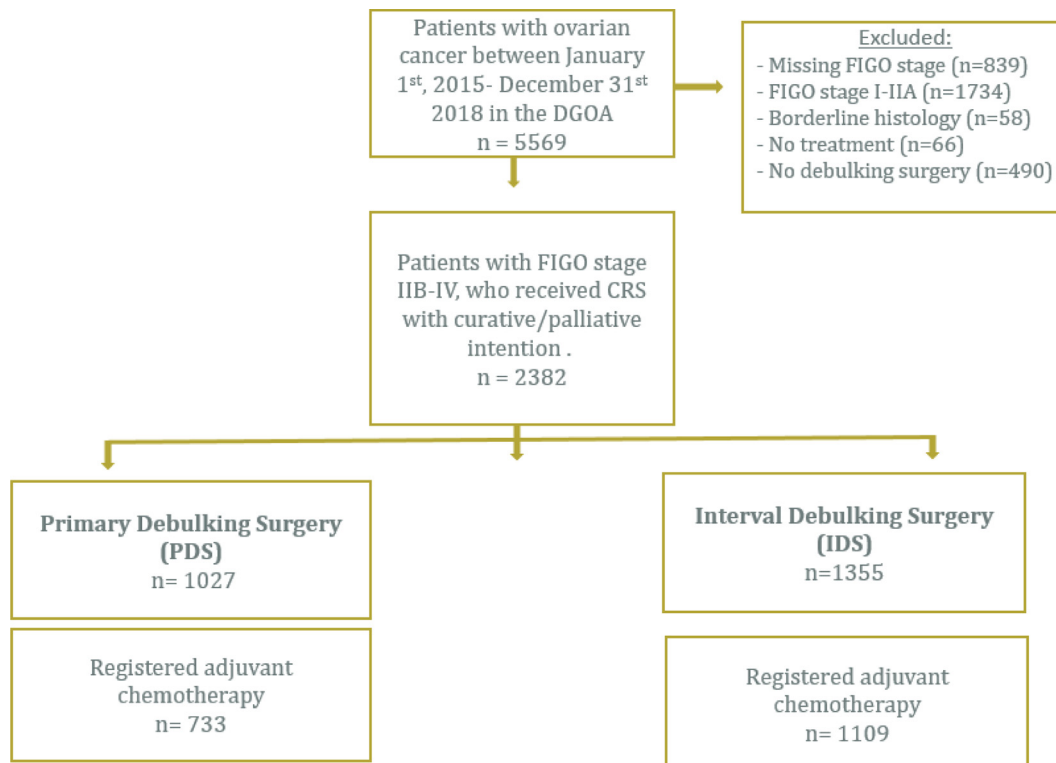 Patients with ovarian
cancer between January
1st, 2015- December 31st
2018 in the DGOA
n = 5569
Excluded:
- Missing FIGO stage (n=839)
- FIGO stage I-IIA (n=1734)
- Borderline histology (n=58)
- No treatment (n=66)
- No debulking surgery (n=490)
Patients with FIGO stage
IIB-IV, who received CRS
with curative/palliative
intention .
n = 2382
Primary Debulking Surgery
(PDS)
n= 1027
Interval Debulking Surgery
(IDS)
n=1355
Registered adjuvant
chemotherapy
n= 733
Registered adjuvant
chemotherapy
n= 1109